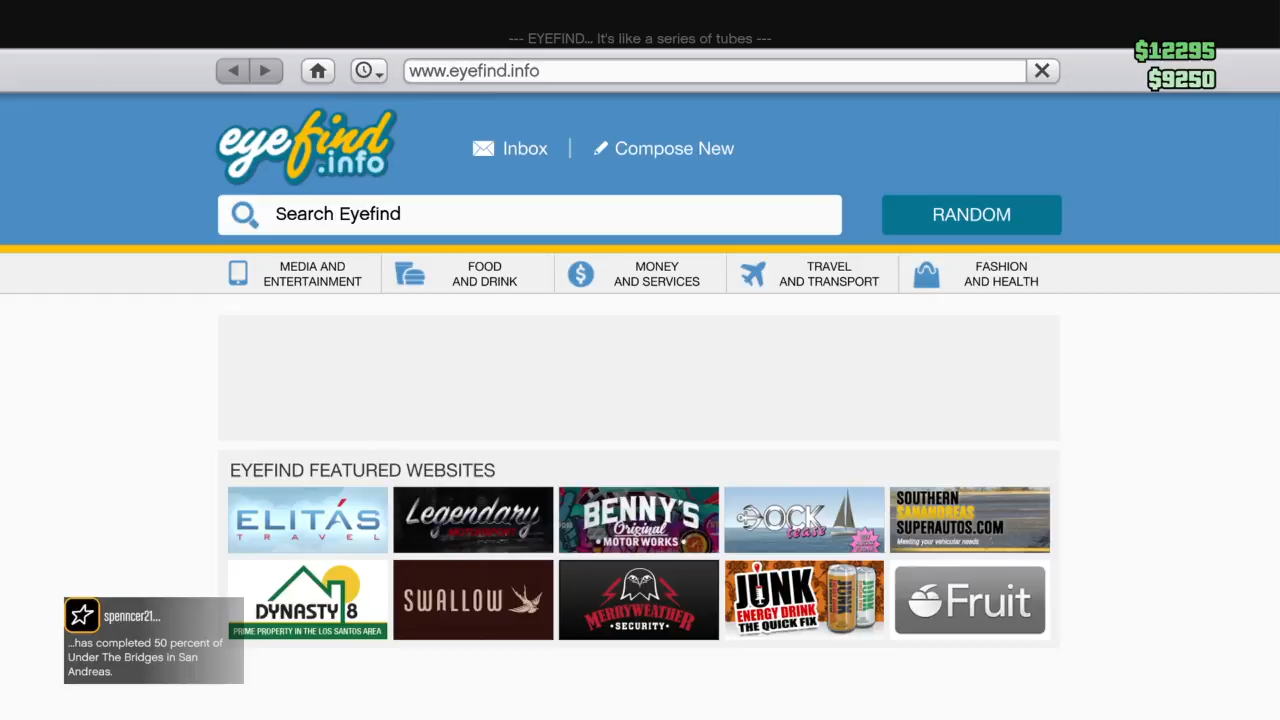 --- EYEFIND... It's like a series of tubes ---
www.eyefind.info
$12295
$9250
eyefind
.info
Inbox
Compose New
Search Eyefind
RANDOM
MEDIA AND
ENTERTAINMENT
FOOD
AND DRINK
MONEY
AND SERVICES
TRAVEL
AND TRANSPORT
FASHION
AND HEALTH
EYEFIND FEATURED WEBSITES
ELITÁS
TRAVEL
Legendary
MOTORSPORT
BENNY'S
Original
MOTOR WORKS
DOCK
tease
SOUTHERN
SANANDREAS
SUPERAUTOS.COM
Meeting your vehicular needs
DYNASTY 8
PRIME PROPERTY IN THE LOS SANTOS AREA
SWALLOW
MERRYWEATHER
SECURITY
JUNK
ENERGY DRINK
THE QUICK FIX
Fruit
spenncer21...
...has completed 50 percent of
Under The Bridges in San
Andreas.